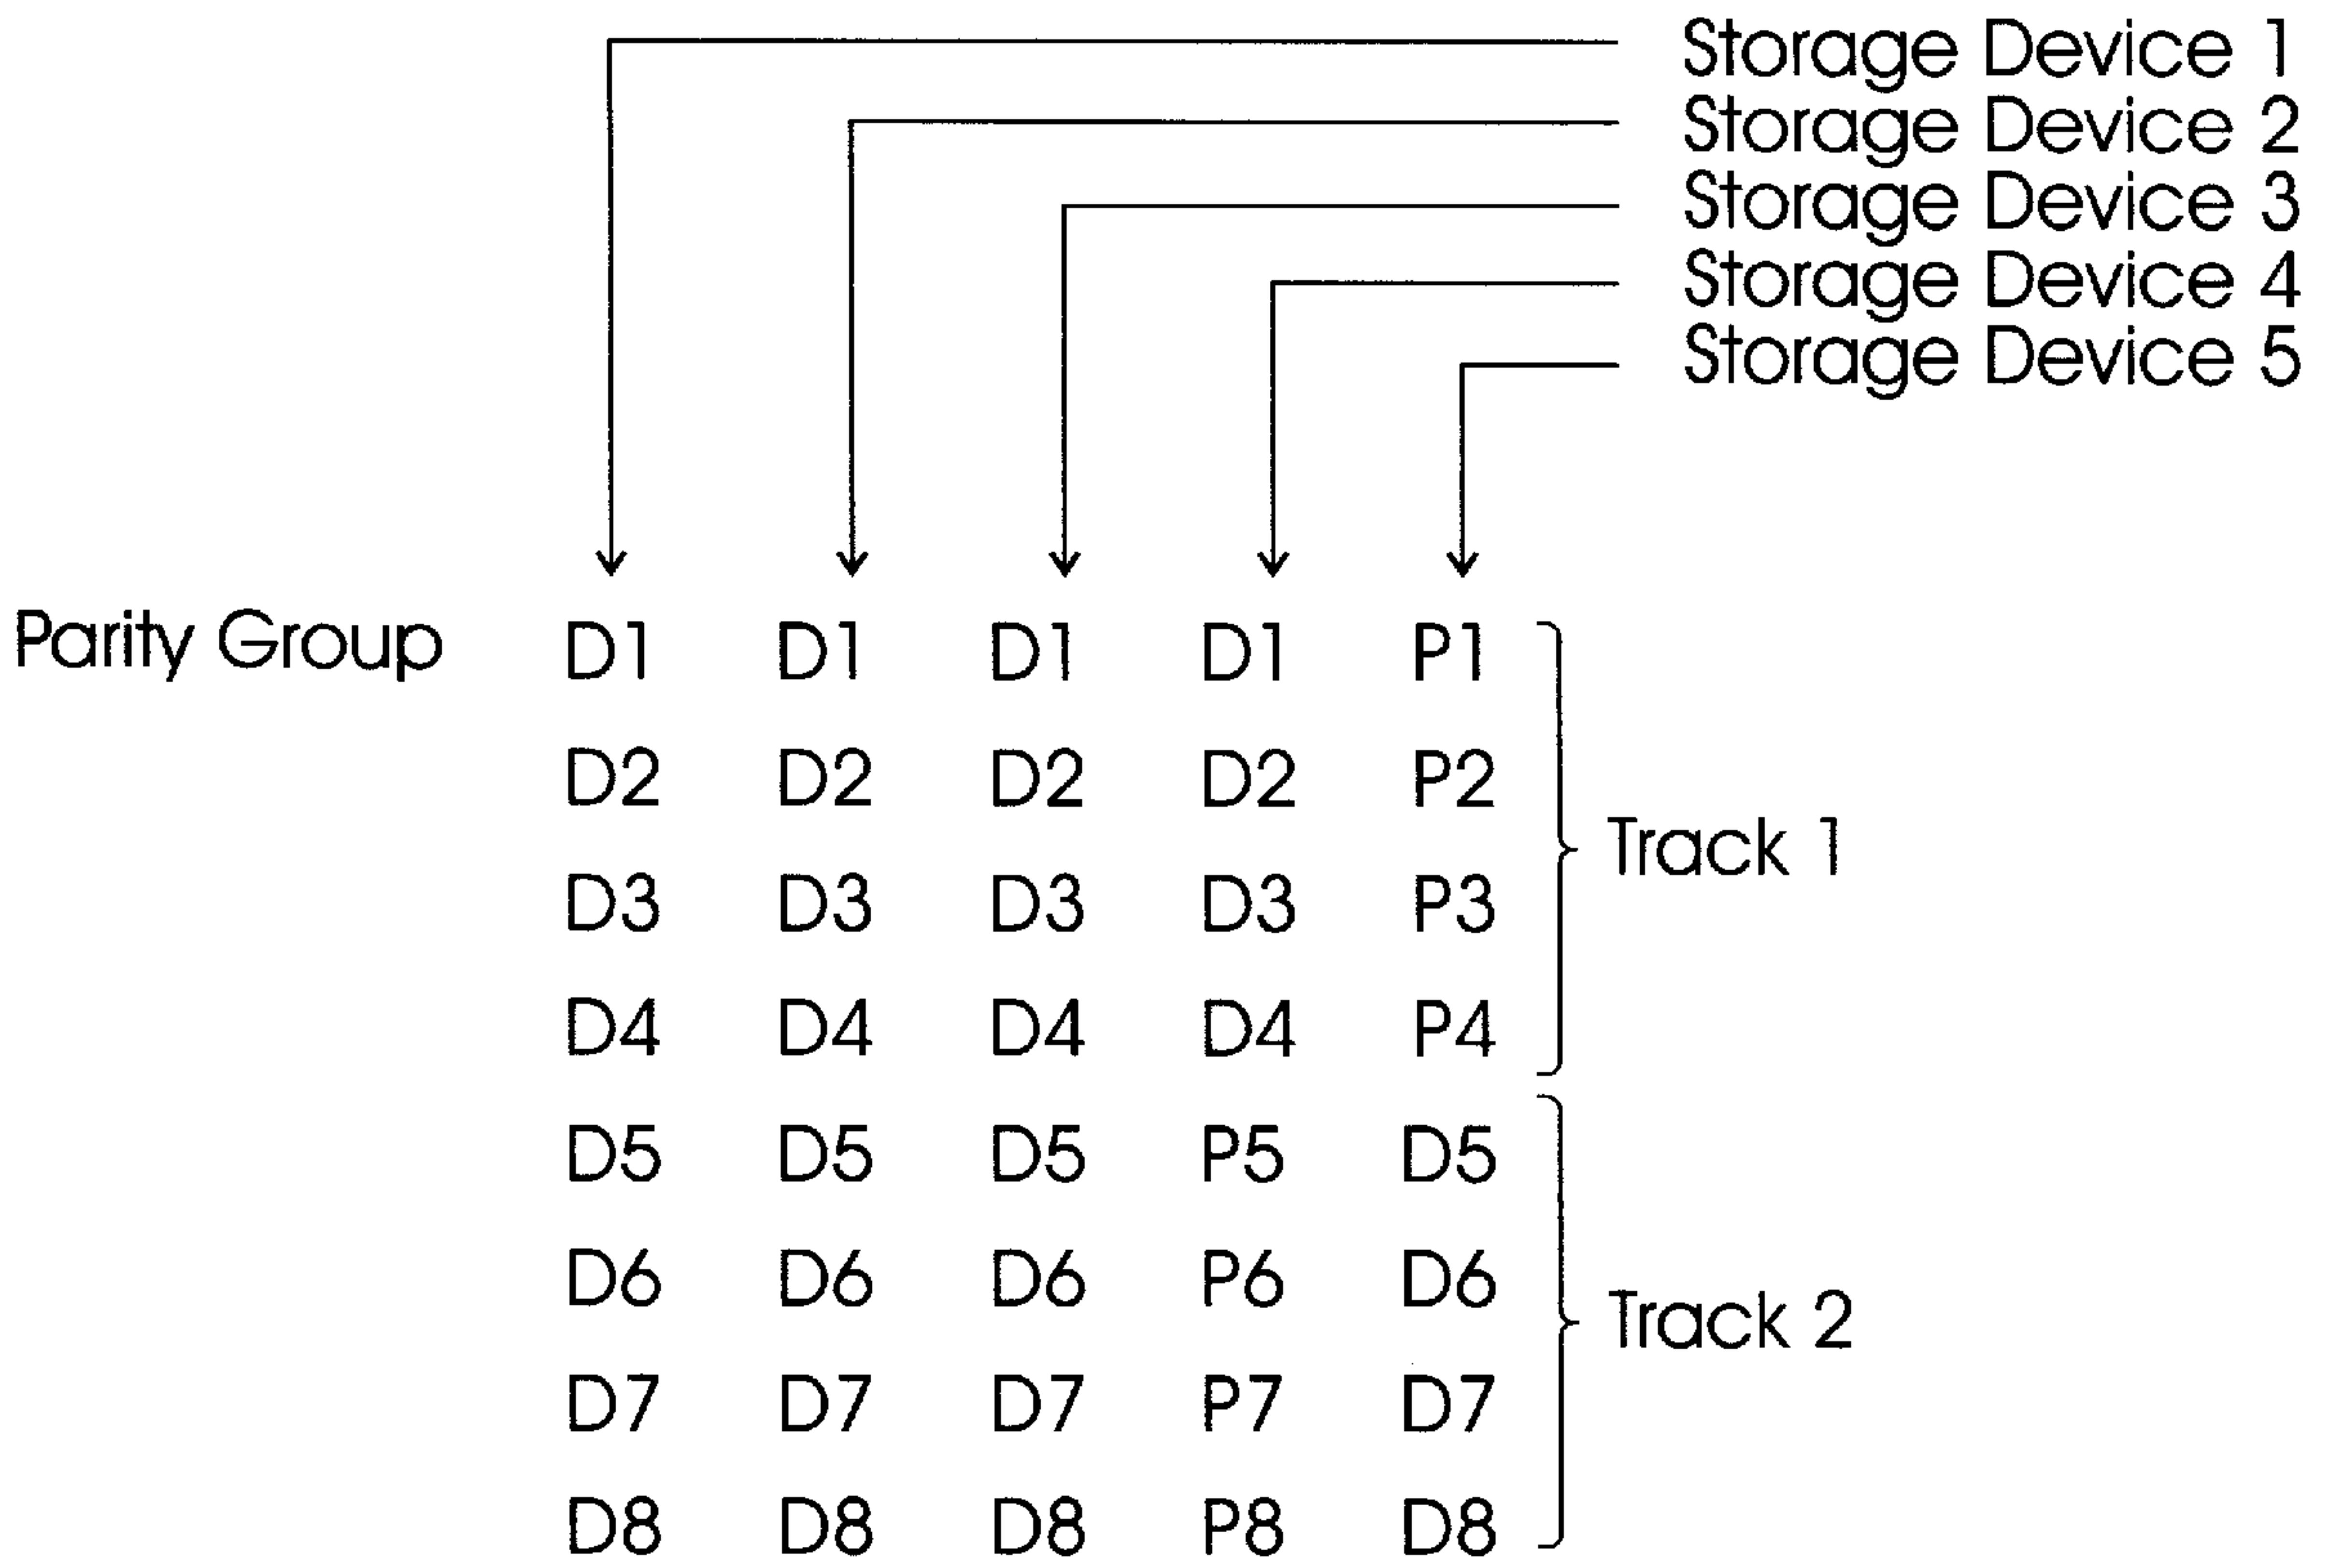 Storage Device 1
Storage Device 2
Storage Device 3
Storage Device 4
Storage Device 5
Parity Group D1 D1 D1 D1 P1
D2 D2 D2 D2 P2
D3 D3 D3 D3 P3
Track 1
D4 D4 D4 D4 P4
D5 D5 D5 P5 D5
D6 D6 D6 P6 D6
Track 2
D7 D7 D7 P7 D7
D8 D8 D8 P8 D8